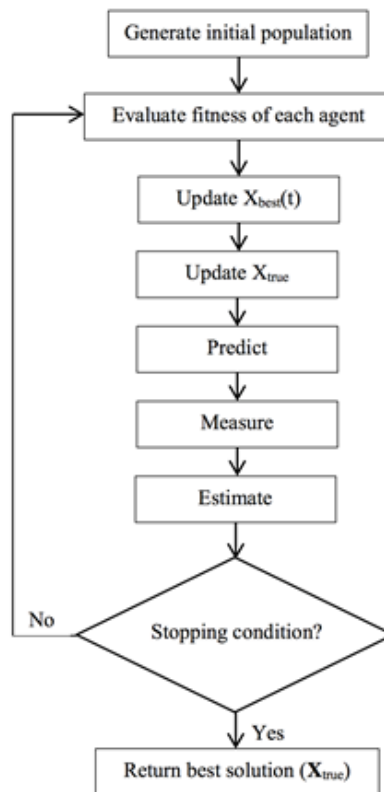 Generate initial population
Evaluate fitness of each agent
Update Xbest(t)
Update Xtrue
Predict
Measure
Estimate
Stopping condition?
No
Yes
Return best solution (Xtrue)